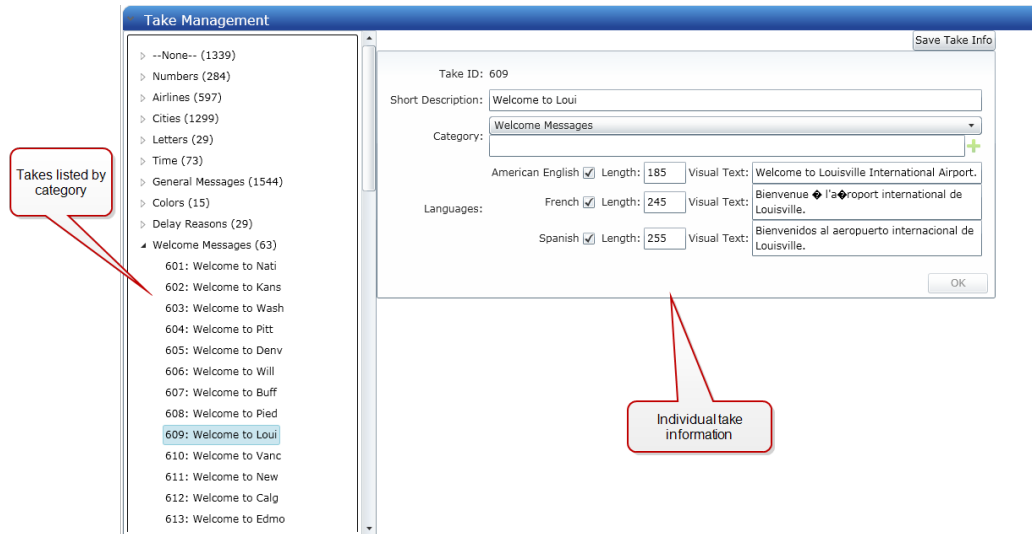 Take Management
Save Take Info
--None-- (1339)
Numbers (284)
Airlines (597)
Cities (1299)
Letters (29)
Time (73)
General Messages (1544)
Colors (15)
Delay Reasons (29)
Welcome Messages (63)
601: Welcome to Nati
602: Welcome to Kans
603: Welcome to Wash
604: Welcome to Pitt
605: Welcome to Denv
606: Welcome to Will
607: Welcome to Buff
608: Welcome to Pied
609: Welcome to Loui
610: Welcome to Vanc
611: Welcome to New
612: Welcome to Calg
613: Welcome to Edmo
Takes listed by
category
Take ID: 609
Short Description: Welcome to Loui
Category: Welcome Messages
Languages:
American English Length: 185 Visual Text: Welcome to Louisville International Airport.
French Length: 245 Visual Text: Bienvenue � l'a�roport international de
Louisville.
Spanish Length: 255 Visual Text: Bienvenidos al aeropuerto internacional de
Louisville.
OK
Individual take
information